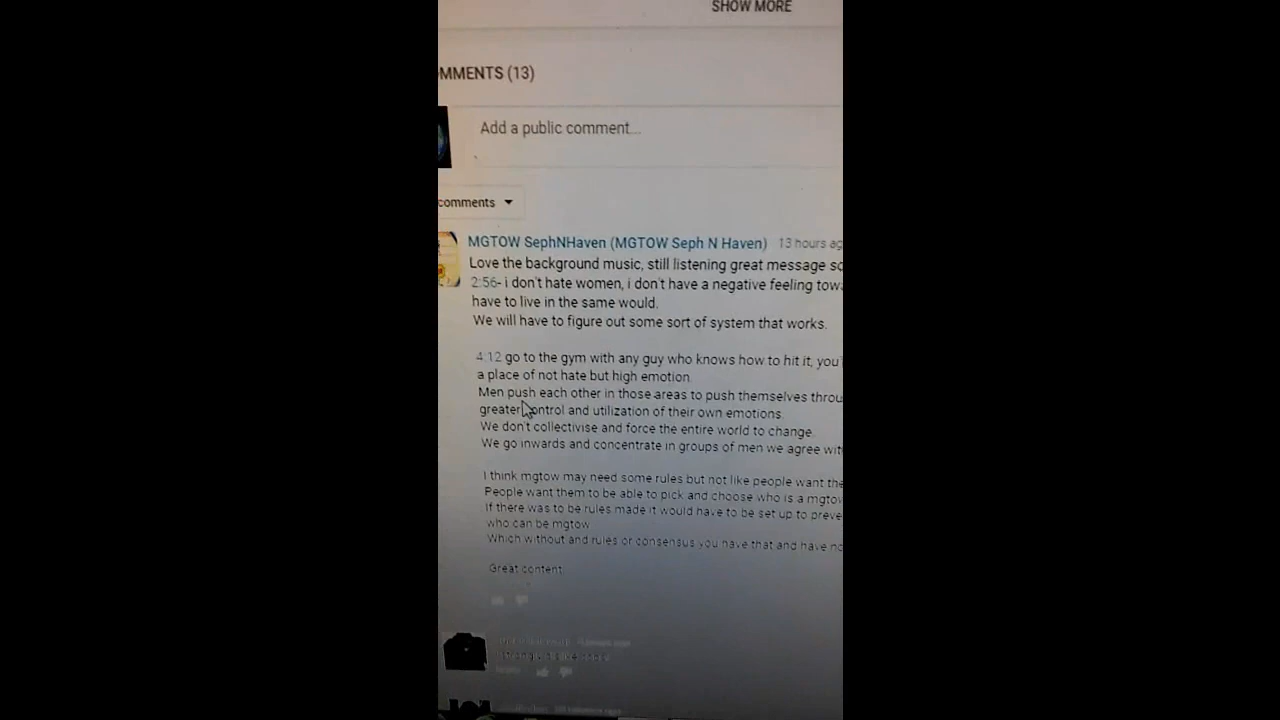 SHOW MORE
OMMENTS (13)
Add a public comment...
comments
MGTOW SephNHaven (MGTOW Seph N Haven) 13 hours ag
Love the background music, still listening great message so
2:56- i don't hate women, i don't have a negative feeling tow
have to live in the same would.
We will have to figure out some sort of system that works.
4:12 go to the gym with any guy who knows how to hit it, you'
a place of not hate but high emotion
Men push each other in those areas to push themselves throu
greater control and utilization of their own emotions.
We don't collectivise and force the entire world to change.
We go inwards and concentrate in groups of men we agree wit
I think mgtow may need some rules but not like people want the
People want them to be able to pick and choose who is a mgtow
If there was to be rules made it would have to be set up to preve
who can be mgtow
Which without and rules or consensus you have that and have no
Great content